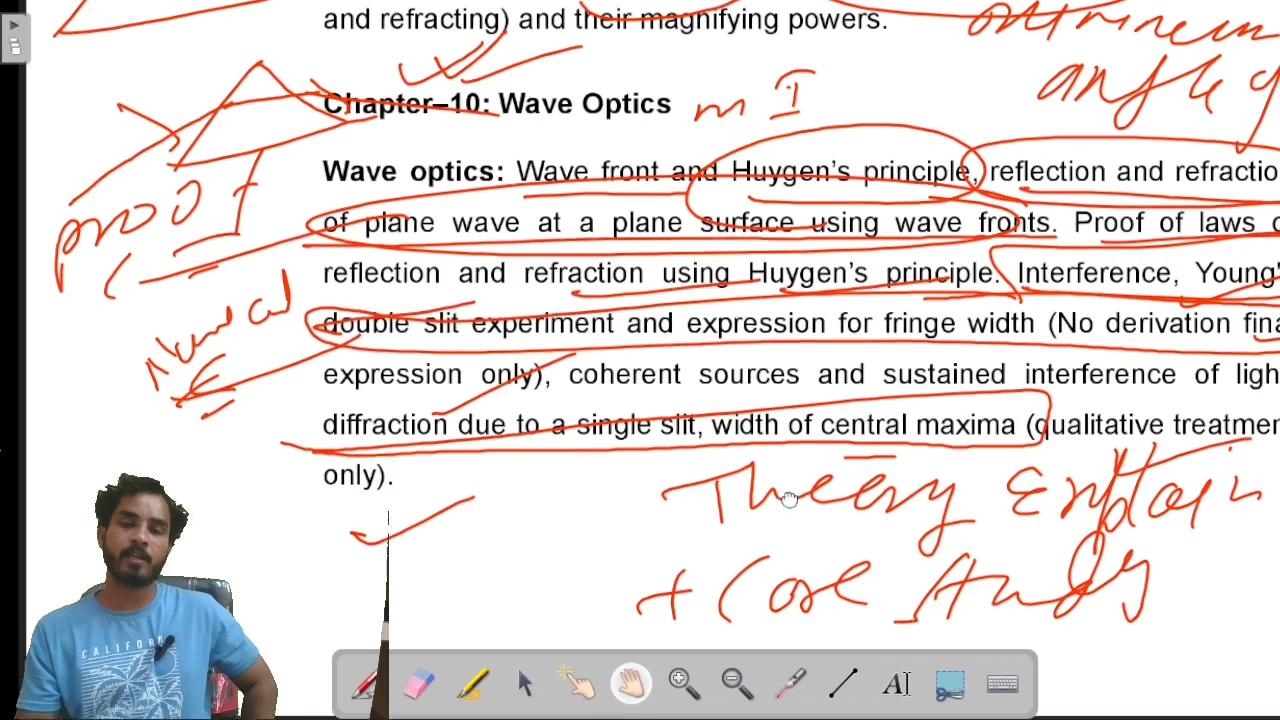 and refracting) and their magnifying powers.
angle
Chapter–10: Wave Optics
m I
Wave optics: Wave front and Huygen's principle, reflection and refractio
of plane wave at a plane surface using wave fronts. Proof of laws o
proof
reflection and refraction using Huygen's principle. Interference, Young'
Numerical
double slit experiment and expression for fringe width (No derivation fina
expression only), coherent sources and sustained interference of ligh
diffraction due to a single slit, width of central maxima (qualitative treatmen
only).
Theory Explain
+ Case Study
CALIFORN
AI